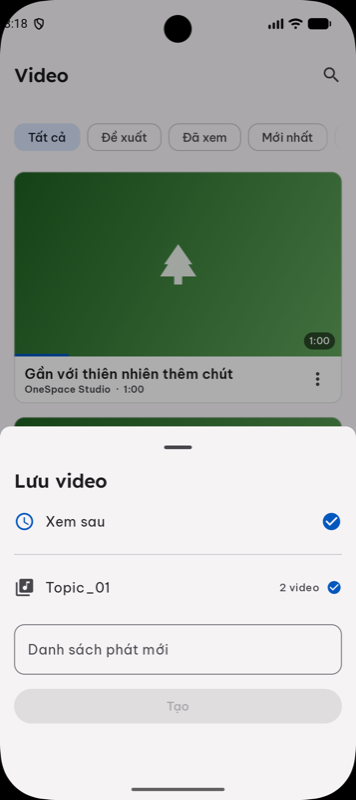 :18
Video
Tất cả
Đề xuất
Đã xem
Mới nhất
1:00
Gần với thiên nhiên thêm chút
OneSpace Studio · 1:00
Lưu video
Xem sau
Topic_01
2 video
Danh sách phát mới
Tạo